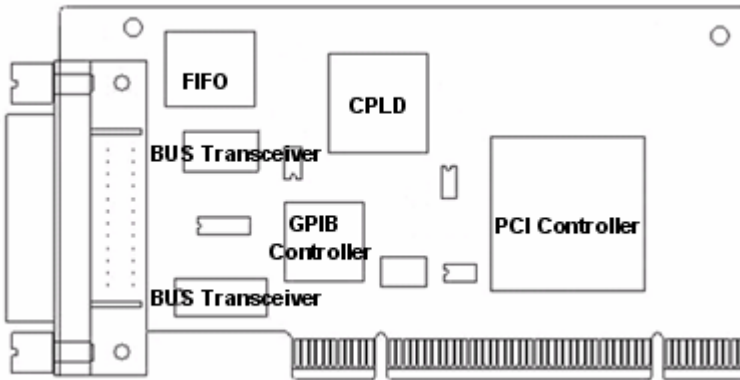 FIFO
CPLD
BUS Transceiver
GPIB
Controller
PCI Controller
BUS Transceiver